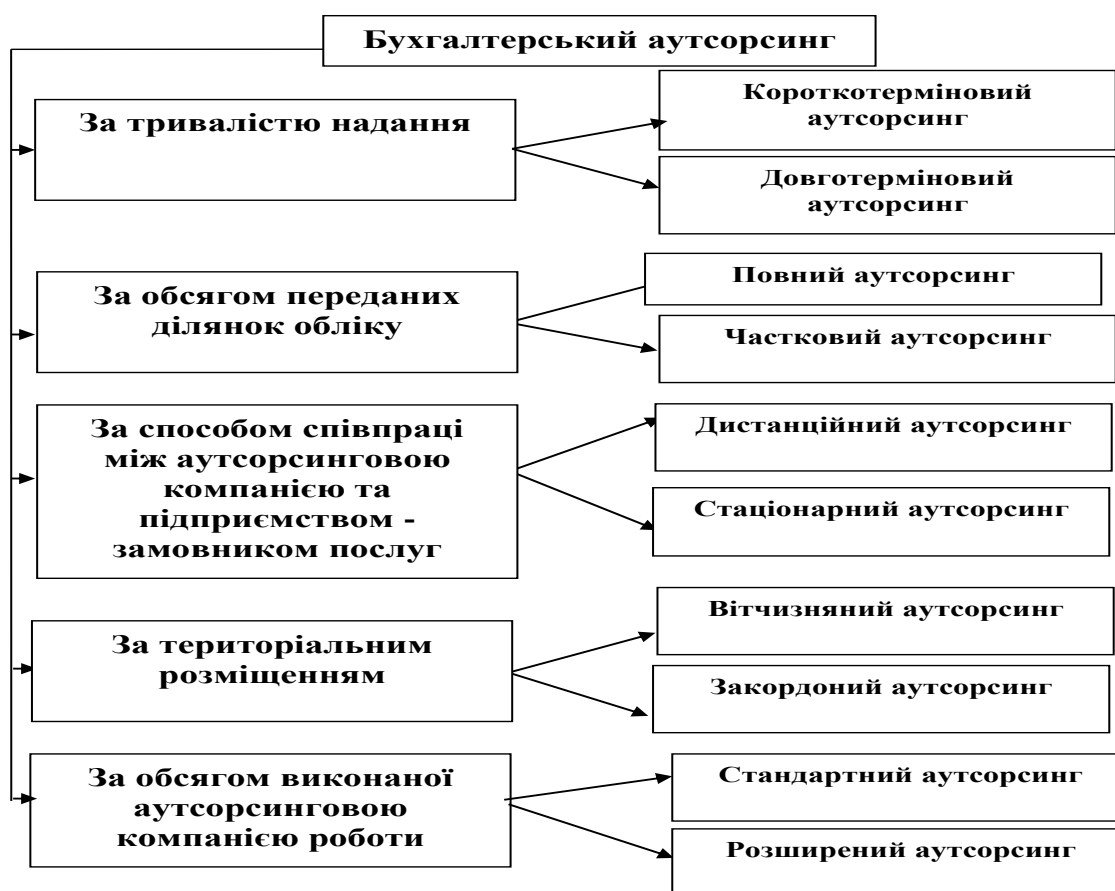 Бухгалтерський аутсорсинг
За тривалістю надання
Короткотерміновий
аутсорсинг
Довготерміновий
аутсорсинг
За обсягом переданих
ділянок обліку
Повний аутсорсинг
Частковий аутсорсинг
За способом співпраці
між аутсорсинговою
компанією та
підприємством -
замовником послуг
Дистанційний аутсорсинг
Стаціонарний аутсорсинг
За територіальним
розміщенням
Вітчизняний аутсорсинг
Закордоний аутсорсинг
За обсягом виконаної
аутсорсинговою
компанією роботи
Стандартний аутсорсинг
Розширений аутсорсинг